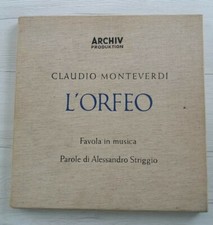 ARCHIV
PRODUKTION
CLAUDIO MONTEVERDI
L'ORFEO
Favola in musica
Parole di Alessandro Striggio